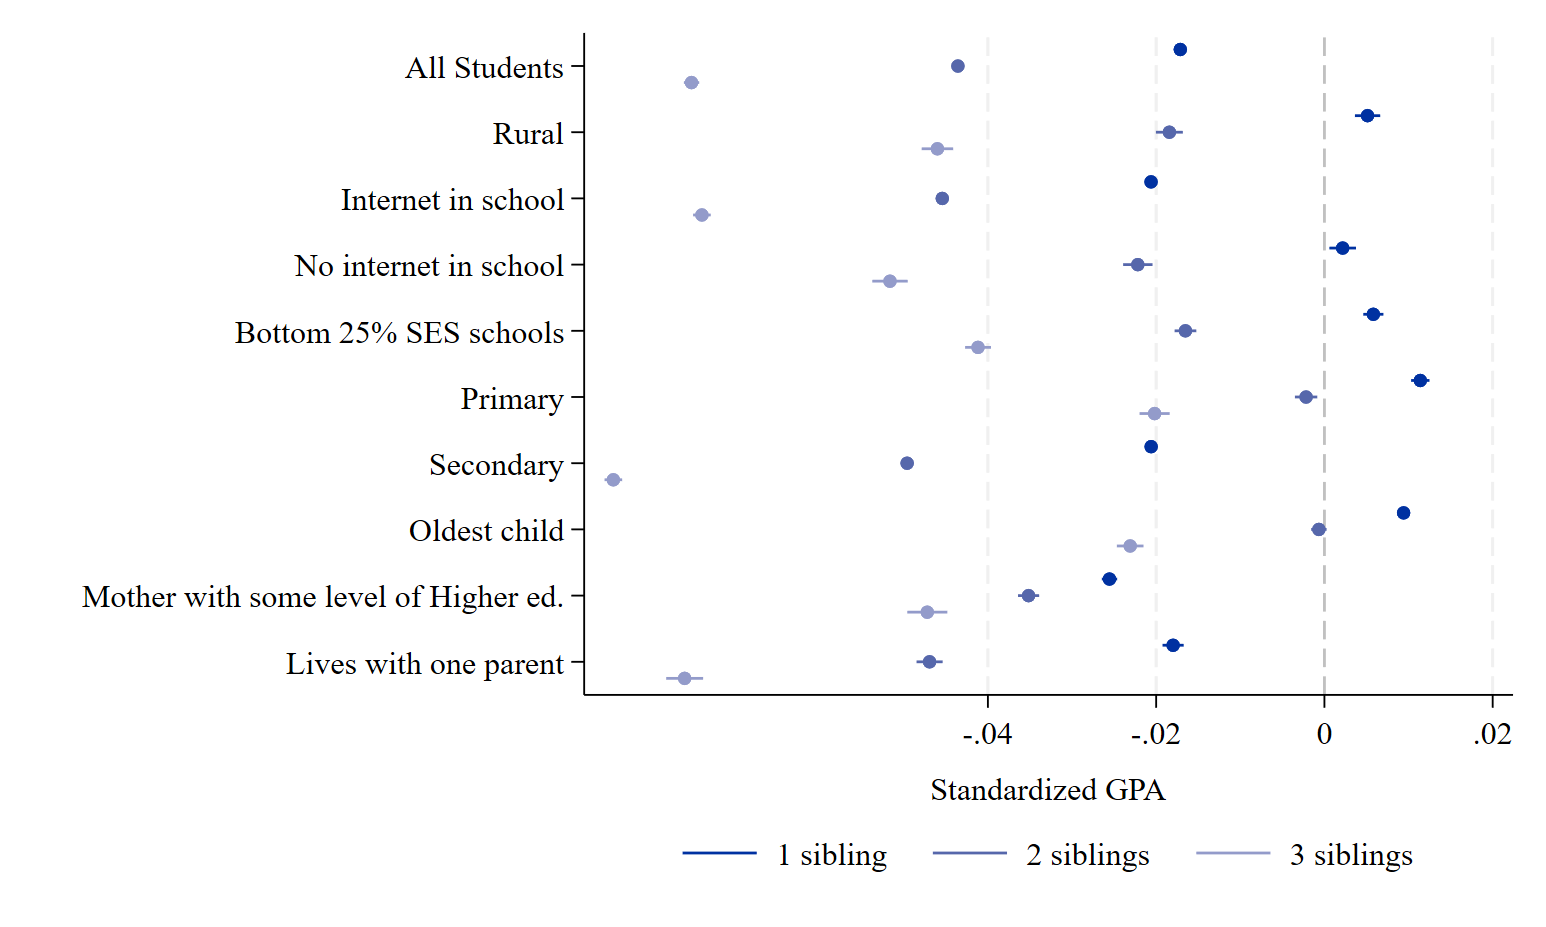 All Students
Rural
Internet in school
No internet in school
Bottom 25% SES schools
Primary
Secondary
Oldest child
Mother with some level of Higher ed.
Lives with one parent
-.04 -.02 0 .02
Standardized GPA
1 sibling 2 siblings 3 siblings